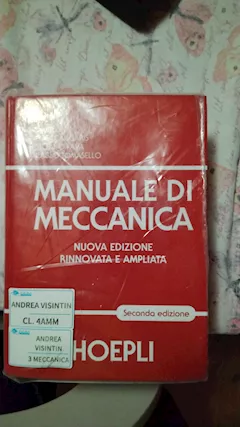 MANUALE DI
MECCANICA
NUOVA EDIZIONE
RINNOVATA E AMPLIATA
Seconda edizione
ANDREA VISINTIN
CL. 4AMM
ANDREA
VISINTIN
3 MECCANICA
HOEPLI